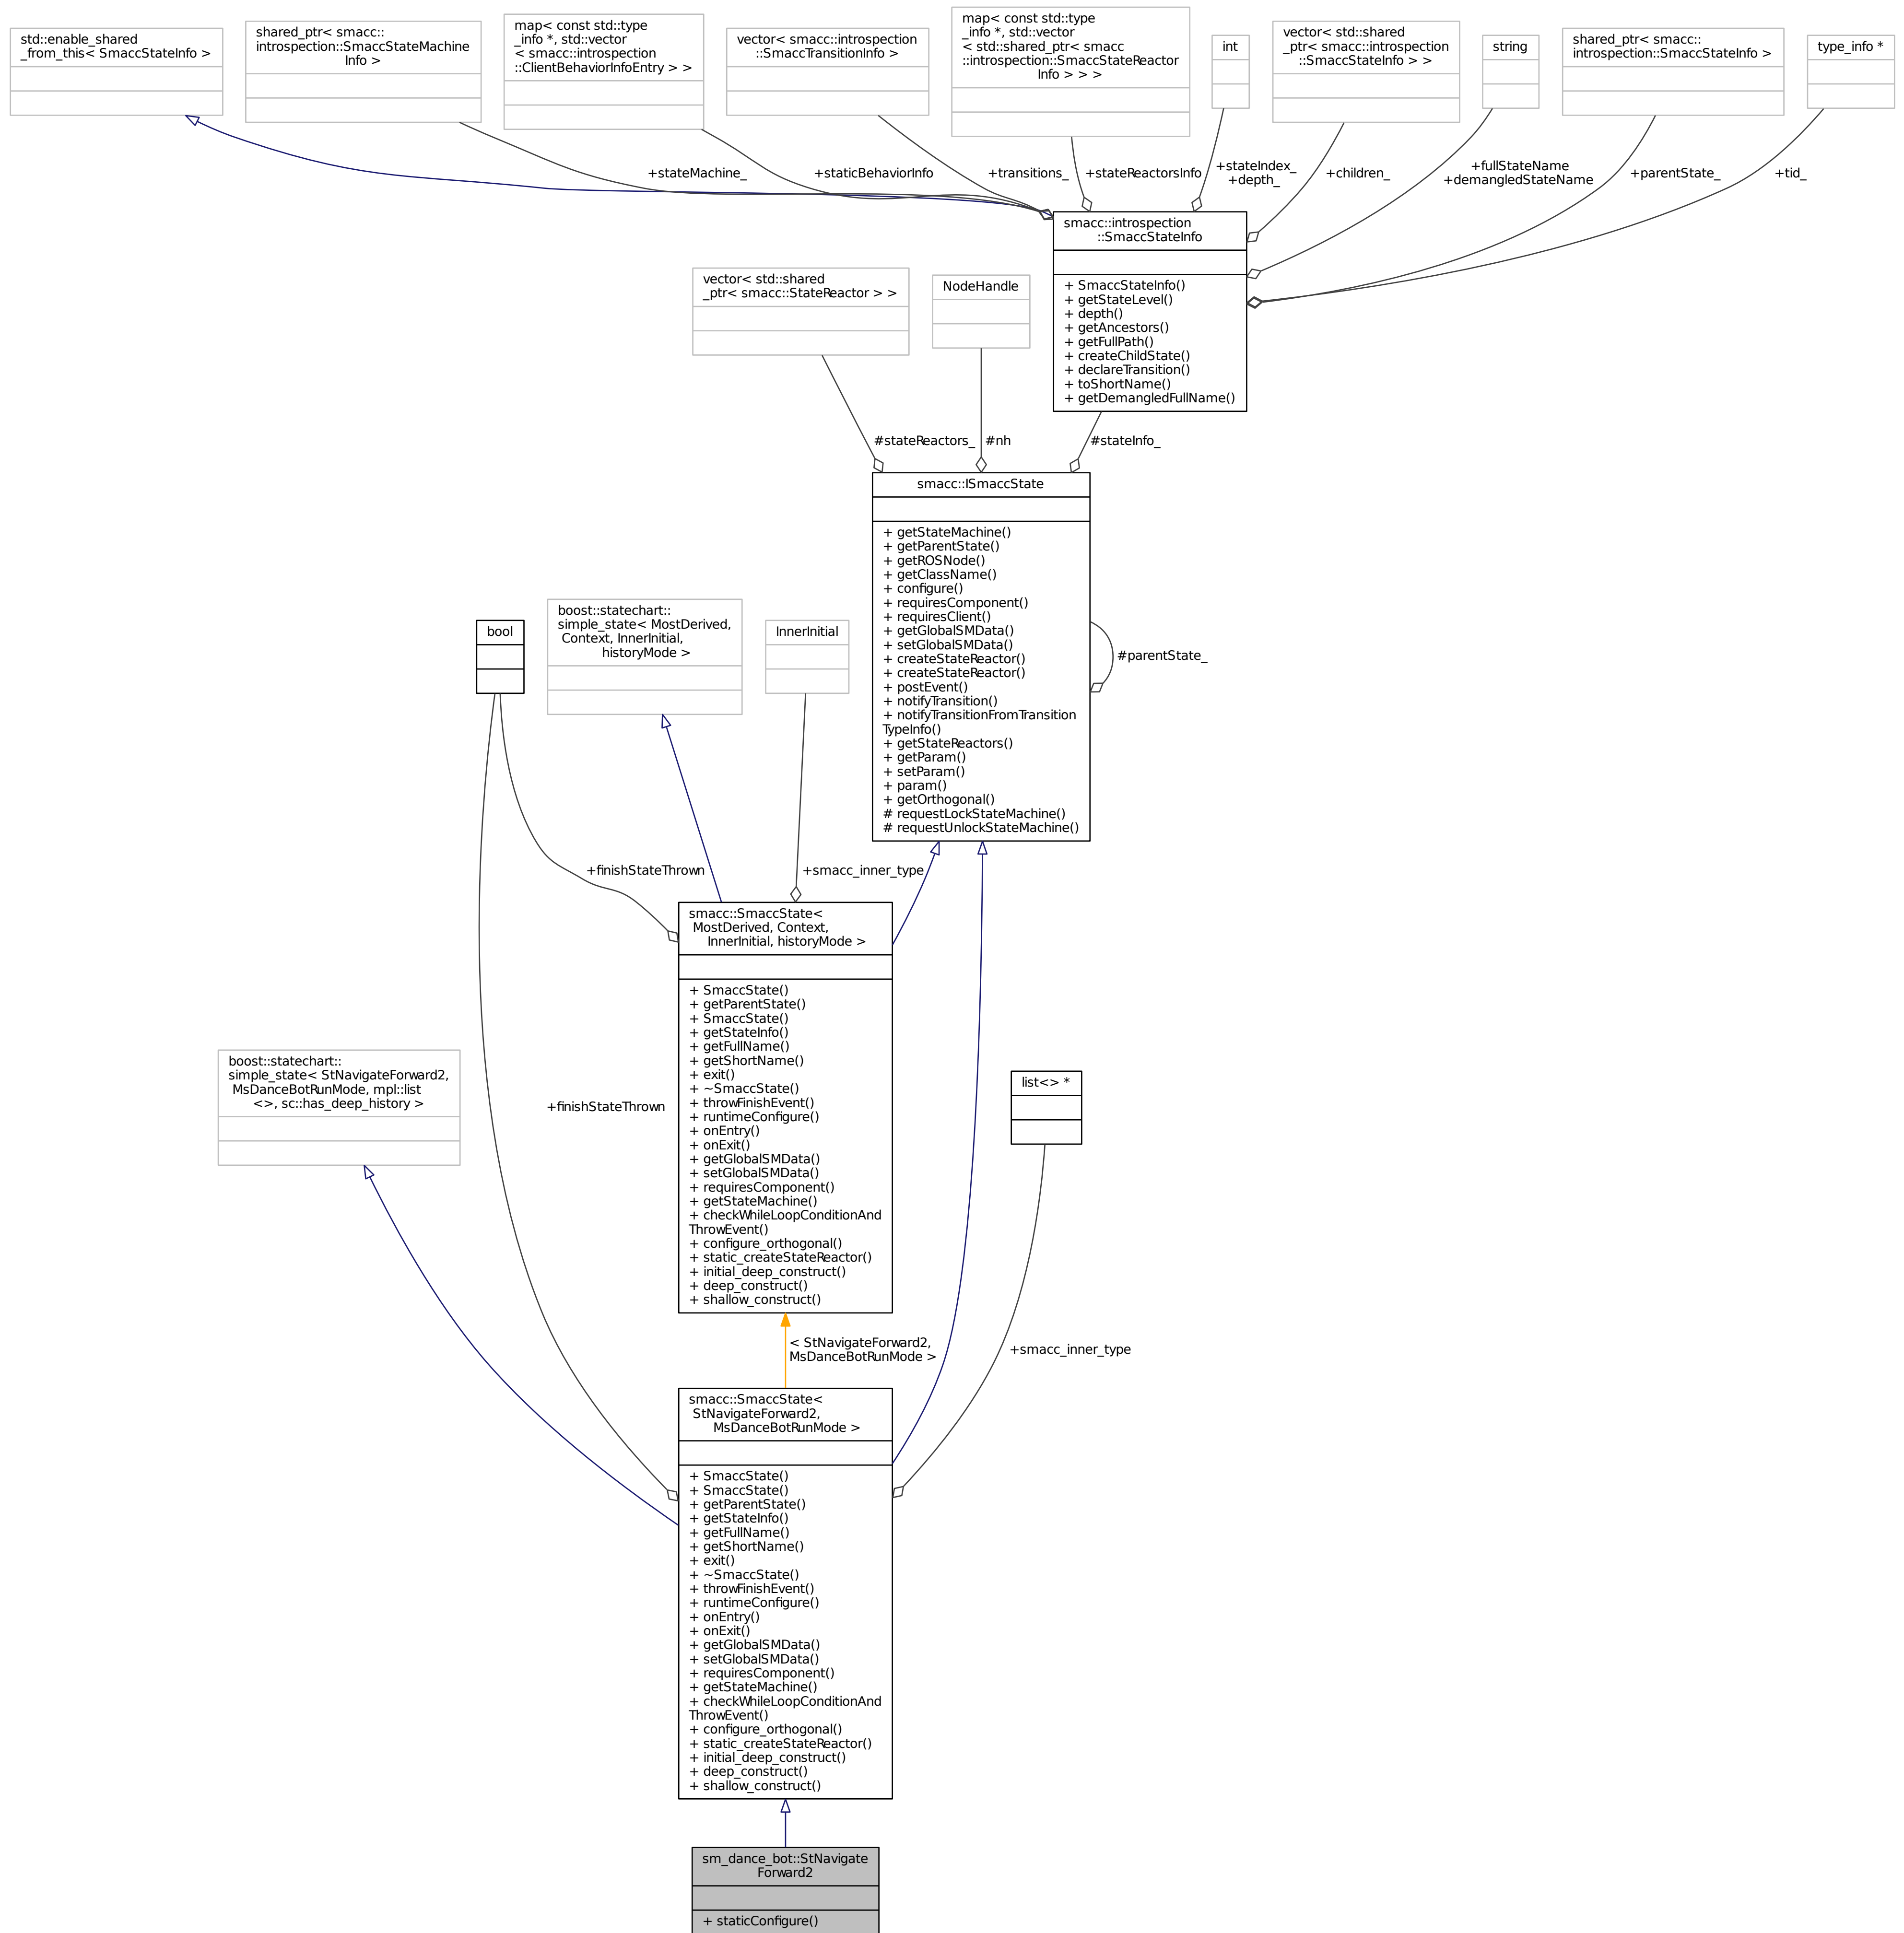 std::enable_shared
_from_this< SmaccStateInfo >
shared_ptr< smacc::
introspection::SmaccStateMachine
Info >
map< const std::type
_info *, std::vector
< smacc::introspection
::ClientBehaviorInfoEntry > >
vector< smacc::introspection
::SmaccTransitionInfo >
map< const std::type
_info *, std::vector
< std::shared_ptr< smacc
::introspection::SmaccStateReactor
Info > > >
int
vector< std::shared
_ptr< smacc::introspection
::SmaccStateInfo > >
string
shared_ptr< smacc::
introspection::SmaccStateInfo >
type_info *
+stateMachine_
+staticBehaviorInfo
+transitions_
+stateReactorsInfo
+stateIndex_
+depth_
+children_
+fullStateName
+demangledStateName
+parentState_
+tid_
smacc::introspection
::SmaccStateInfo
+ SmaccStateInfo()
+ getStateLevel()
+ depth()
+ getAncestors()
+ getFullPath()
+ createChildState()
+ declareTransition()
+ toShortName()
+ getDemangledFullName()
vector< std::shared
_ptr< smacc::StateReactor > >
NodeHandle
#stateReactors_
#nh
#stateInfo_
smacc::ISmaccState
+ getStateMachine()
+ getParentState()
+ getROSNode()
+ getClassName()
+ configure()
+ requiresComponent()
+ requiresClient()
+ getGlobalSMData()
+ setGlobalSMData()
+ createStateReactor()
+ createStateReactor()
+ postEvent()
+ notifyTransition()
+ notifyTransitionFromTransition
TypeInfo()
+ getStateReactors()
+ getParam()
+ setParam()
+ param()
+ getOrthogonal()
# requestLockStateMachine()
# requestUnlockStateMachine()
#parentState_
bool
boost::statechart::
simple_state< MostDerived,
Context, InnerInitial,
historyMode >
InnerInitial
+finishStateThrown
+smacc_inner_type
smacc::SmaccState<
MostDerived, Context,
InnerInitial, historyMode >
+ SmaccState()
+ getParentState()
+ SmaccState()
+ getStateInfo()
+ getFullName()
+ getShortName()
+ exit()
+ ~SmaccState()
+ throwFinishEvent()
+ runtimeConfigure()
+ onEntry()
+ onExit()
+ getGlobalSMData()
+ setGlobalSMData()
+ requiresComponent()
+ getStateMachine()
+ checkWhileLoopConditionAnd
ThrowEvent()
+ configure_orthogonal()
+ static_createStateReactor()
+ initial_deep_construct()
+ deep_construct()
+ shallow_construct()
boost::statechart::
simple_state< StNavigateForward2,
MsDanceBotRunMode, mpl::list
<>, sc::has_deep_history >
+finishStateThrown
list<> *
< StNavigateForward2,
MsDanceBotRunMode >
+smacc_inner_type
smacc::SmaccState<
StNavigateForward2,
MsDanceBotRunMode >
+ SmaccState()
+ SmaccState()
+ getParentState()
+ getStateInfo()
+ getFullName()
+ getShortName()
+ exit()
+ ~SmaccState()
+ throwFinishEvent()
+ runtimeConfigure()
+ onEntry()
+ onExit()
+ getGlobalSMData()
+ setGlobalSMData()
+ requiresComponent()
+ getStateMachine()
+ checkWhileLoopConditionAnd
ThrowEvent()
+ configure_orthogonal()
+ static_createStateReactor()
+ initial_deep_construct()
+ deep_construct()
+ shallow_construct()
sm_dance_bot::StNavigate
Forward2
+ staticConfigure()